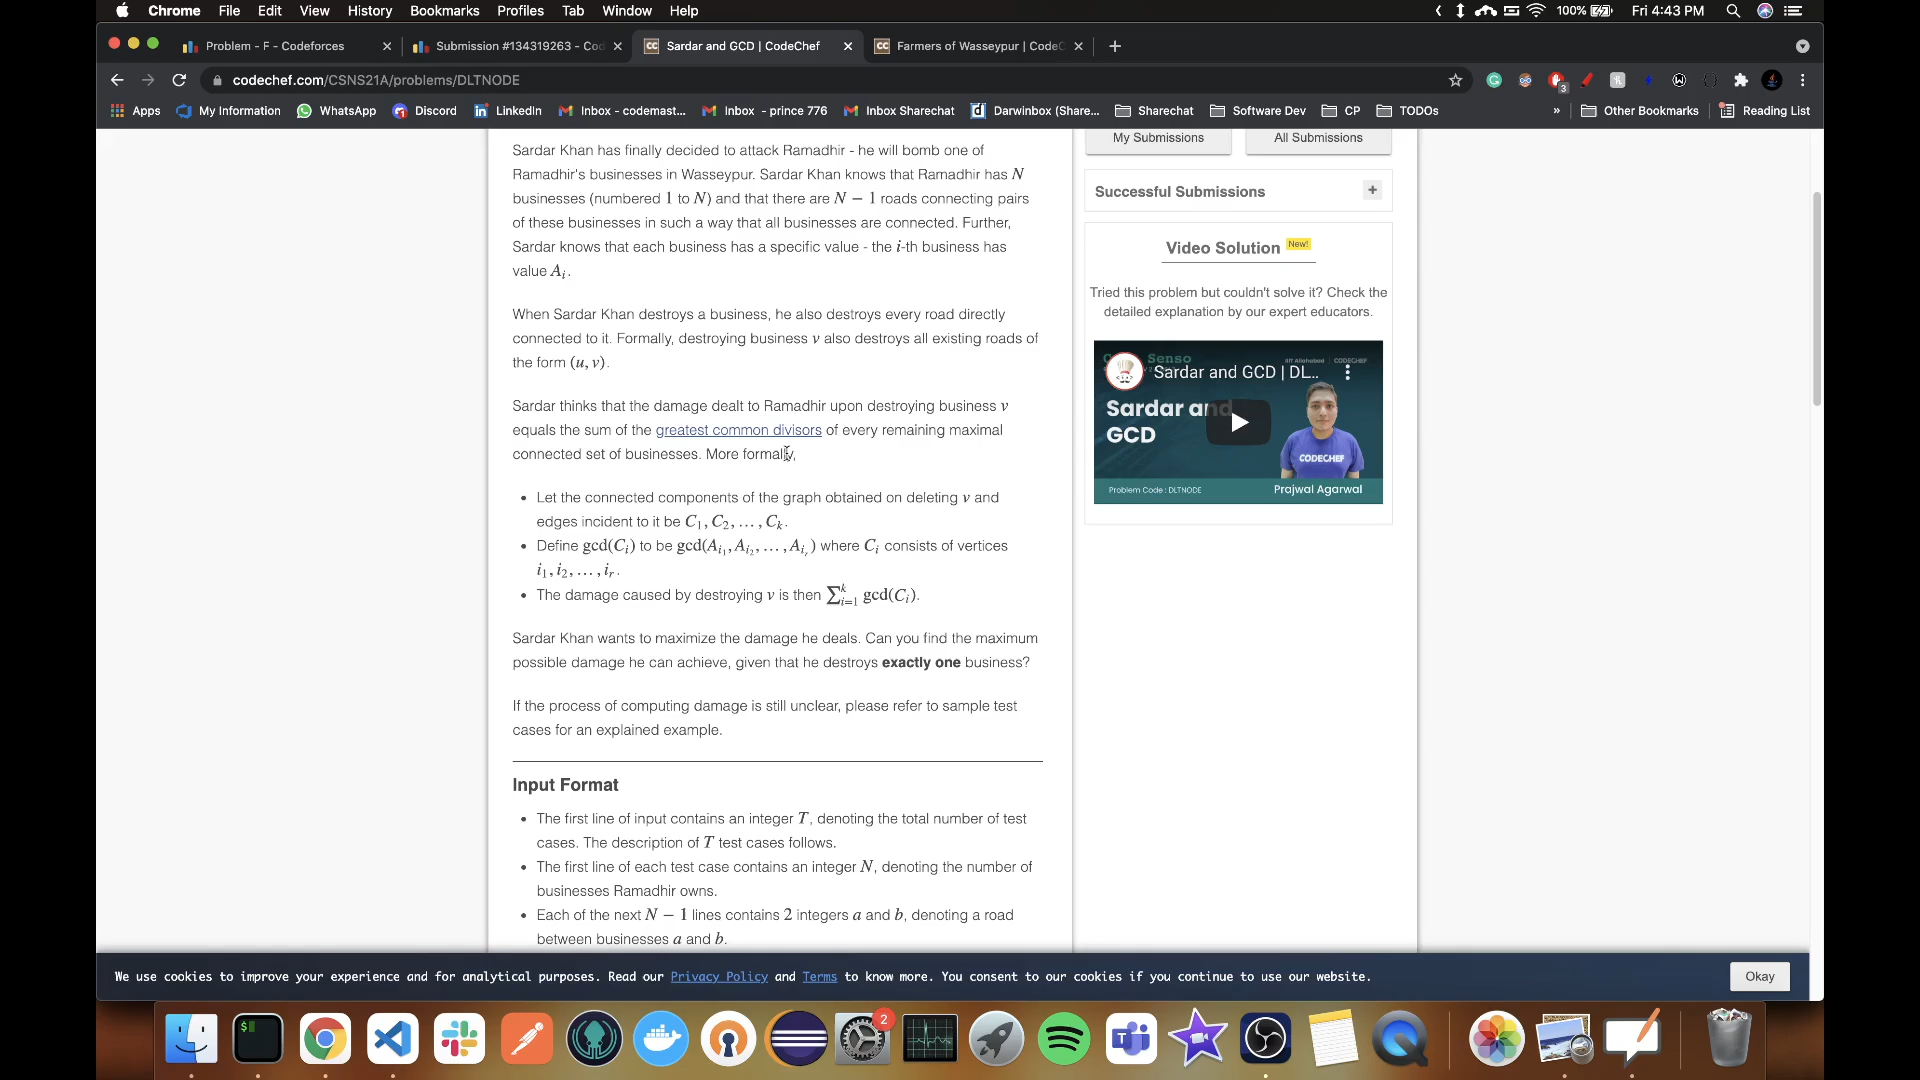 Chrome File Edit View History Bookmarks Profiles Tab Window Help 100% Fri 4:43 PM
Problem - F - Codeforces Submission #134319263 - Co Sardar and GCD | CodeChef Farmers of Wasseypur | Code
codechef.com/CSNS21A/problems/DLTNODE
Apps My Information WhatsApp Discord LinkedIn Inbox - codemast... Inbox - prince 776 Inbox Sharechat Darwinbox (Share... Sharechat Software Dev CP TODOs » Other Bookmarks Reading List
Sardar Khan has finally decided to attack Ramadhir - he will bomb one of
Ramadhir's businesses in Wasseypur. Sardar Khan knows that Ramadhir has N
businesses (numbered 1 to N) and that there are N − 1 roads connecting pairs
of these businesses in such a way that all businesses are connected. Further,
Sardar knows that each business has a specific value - the i-th business has
value A_i.
When Sardar Khan destroys a business, he also destroys every road directly
connected to it. Formally, destroying business v also destroys all existing roads of
the form (u, v).
Sardar thinks that the damage dealt to Ramadhir upon destroying business v
equals the sum of the greatest common divisors of every remaining maximal
connected set of businesses. More formally,
• Let the connected components of the graph obtained on deleting v and
edges incident to it be C_1, C_2, …, C_k.
• Define gcd(C_i) to be gcd(A_{i_1}, A_{i_2}, …, A_{i_r}) where C_i consists of vertices
i_1, i_2, …, i_r.
• The damage caused by destroying v is then ∑_{i=1}^{k} gcd(C_i).
Sardar Khan wants to maximize the damage he deals. Can you find the maximum
possible damage he can achieve, given that he destroys exactly one business?
If the process of computing damage is still unclear, please refer to sample test
cases for an explained example.
Input Format
• The first line of input contains an integer T, denoting the total number of test
cases. The description of T test cases follows.
• The first line of each test case contains an integer N, denoting the number of
businesses Ramadhir owns.
• Each of the next N − 1 lines contains 2 integers a and b, denoting a road
between businesses a and b.
My Submissions All Submissions
Successful Submissions +
Video Solution New!
Tried this problem but couldn't solve it? Check the
detailed explanation by our expert educators.
Senso
IIIT Allahabad CODECHEF
Sardar and GCD | DL...
Sardar and
GCD
CODECHEF
Problem Code : DLTNODE Prajwal Agarwal
We use cookies to improve your experience and for analytical purposes. Read our Privacy Policy and Terms to know more. You consent to our cookies if you continue to use our website. Okay
2